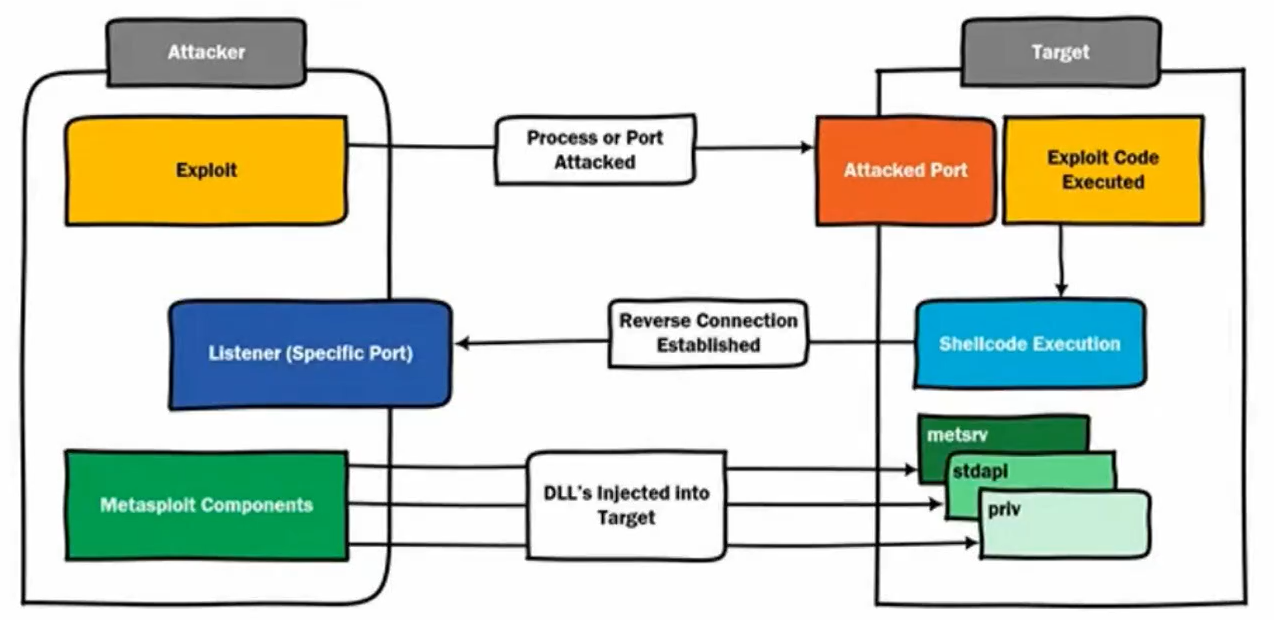 Attacker
Target
Exploit
Process or Port
Attacked
Attacked Port
Exploit Code
Executed
Listener (Specific Port)
Reverse Connection
Established
Shellcode Execution
Metasploit Components
DLL's Injected into
Target
metsrv
stdapi
priv